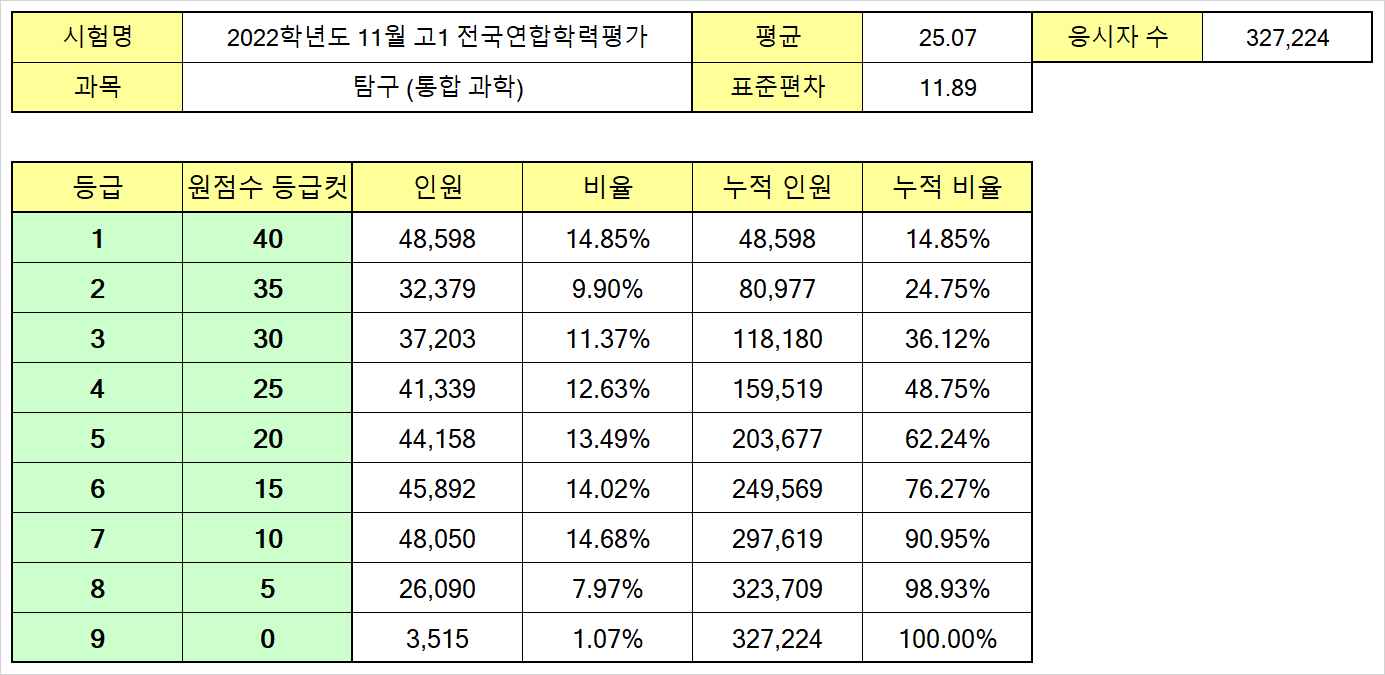 시험명 2022학년도 11월 고1 전국연합학력평가 평균 25.07 응시자 수 327,224
과목 탐구 (통합 과학) 표준편차 11.89
등급 원점수 등급컷 인원 비율 누적 인원 누적 비율
1 40 48,598 14.85% 48,598 14.85%
2 35 32,379 9.90% 80,977 24.75%
3 30 37,203 11.37% 118,180 36.12%
4 25 41,339 12.63% 159,519 48.75%
5 20 44,158 13.49% 203,677 62.24%
6 15 45,892 14.02% 249,569 76.27%
7 10 48,050 14.68% 297,619 90.95%
8 5 26,090 7.97% 323,709 98.93%
9 0 3,515 1.07% 327,224 100.00%